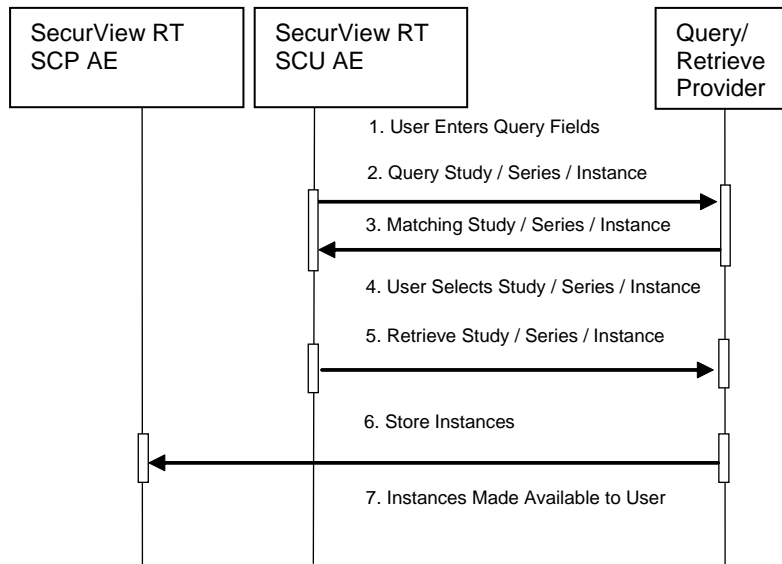 SecurView RT
SCP AE
SecurView RT
SCU AE
Query/
Retrieve
Provider
1. User Enters Query Fields
2. Query Study / Series / Instance
3. Matching Study / Series / Instance
4. User Selects Study / Series / Instance
5. Retrieve Study / Series / Instance
6. Store Instances
7. Instances Made Available to User